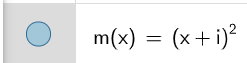 m(x) = (x + i)²